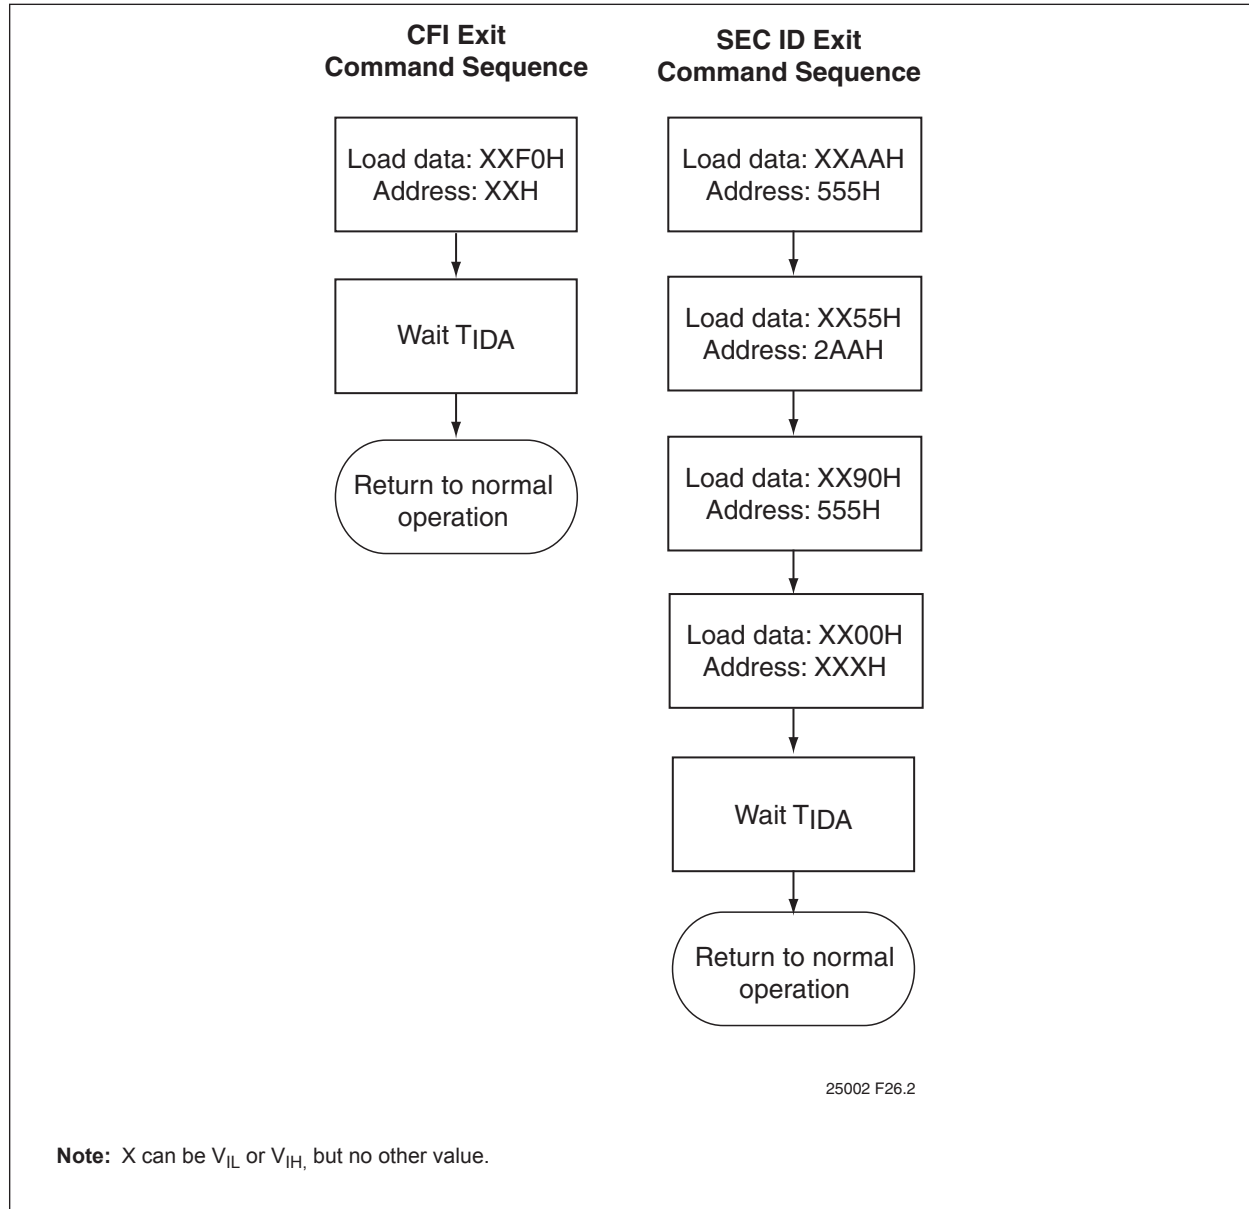 CFI Exit
Command Sequence
Load data: XXF0H
Address: XXH
Wait TIDA
Return to normal
operation
SEC ID Exit
Command Sequence
Load data: XXAAH
Address: 555H
Load data: XX55H
Address: 2AAH
Load data: XX90H
Address: 555H
Load data: XX00H
Address: XXXH
Wait TIDA
Return to normal
operation
25002 F26.2
Note: X can be VIL or VIH, but no other value.